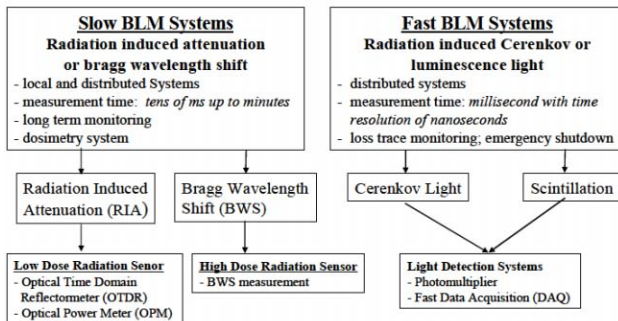 Slow BLM Systems
Radiation induced attenuation
or bragg wavelength shift
- local and distributed Systems
- measurement time: tens of ms up to minutes
- long term monitoring
- dosimetry system
Fast BLM Systems
Radiation induced Cerenkov or
luminescence light
- distributed systems
- measurement time: millisecond with time
resolution of nanoseconds
- loss trace monitoring; emergency shutdown
Radiation Induced
Attenuation (RIA)
Bragg Wavelength
Shift (BWS)
Cerenkov Light
Scintillation
Low Dose Radiation Senor
- Optical Time Domain
Reflectormeter (OTDR)
- Optical Power Meter (OPM)
High Dose Radiation Sensor
- BWS measurement
Light Detection Systems
- Photomultiplier
- Fast Data Acquisition (DAQ)